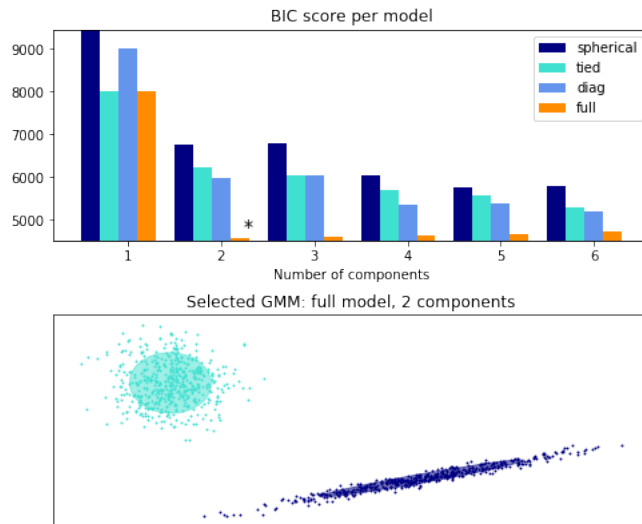 BIC score per model
9000
8000
7000
6000
5000
spherical
tied
diag
full
*
1 2 3 4 5 6
Number of components
Selected GMM: full model, 2 components